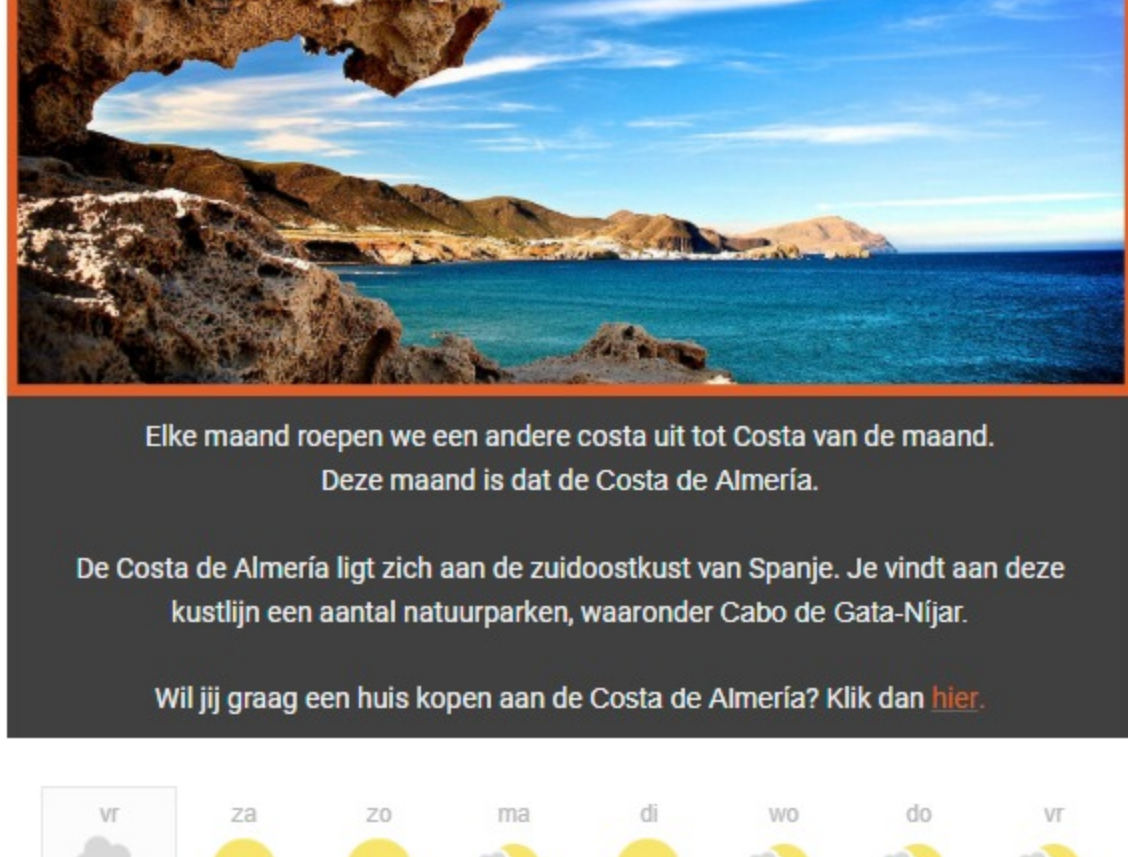 Elke maand roepen we een andere costa uit tot Costa van de maand.
Deze maand is dat de Costa de Almería.
De Costa de Almería ligt zich aan de zuidoostkust van Spanje. Je vindt aan deze
kustlijn een aantal natuurparken, waaronder Cabo de Gata-Níjar.
Wil jij graag een huis kopen aan de Costa de Almería? Klik dan hier.
vr za zo ma di wo do vr